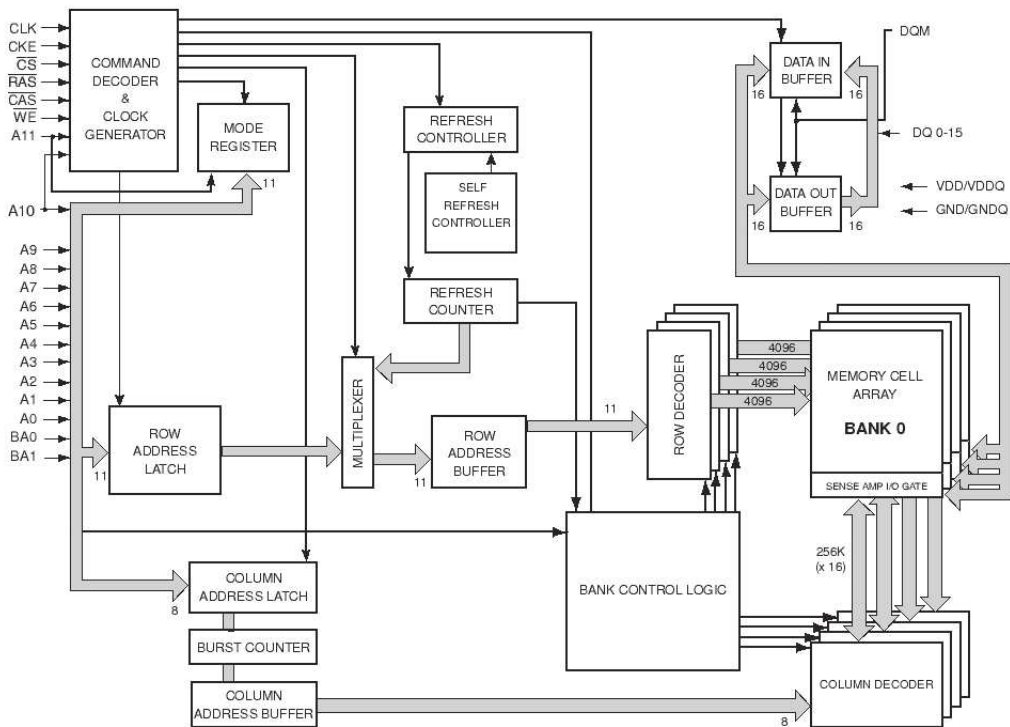 CLK
CKE
CS
RAS
CAS
WE
A11
A10
A9
A8
A7
A6
A5
A4
A3
A2
A1
A0
BA0
BA1
COMMAND
DECODER
&
CLOCK
GENERATOR
MODE
REGISTER
11
REFRESH
CONTROLLER
SELF
REFRESH
CONTROLLER
REFRESH
COUNTER
DATA IN
BUFFER
16
16
DQM
DQ 0-15
DATA OUT
BUFFER
16
16
VDD/VDDQ
GND/GNDQ
11
ROW
ADDRESS
LATCH
MULTIPLEXER
11
ROW
ADDRESS
BUFFER
11
ROW DECODER
4096
4096
4096
4096
MEMORY CELL
ARRAY
BANK 0
SENSE AMP I/O GATE
256K
(x 16)
BANK CONTROL LOGIC
8
COLUMN
ADDRESS LATCH
BURST COUNTER
COLUMN
ADDRESS BUFFER
8
COLUMN DECODER